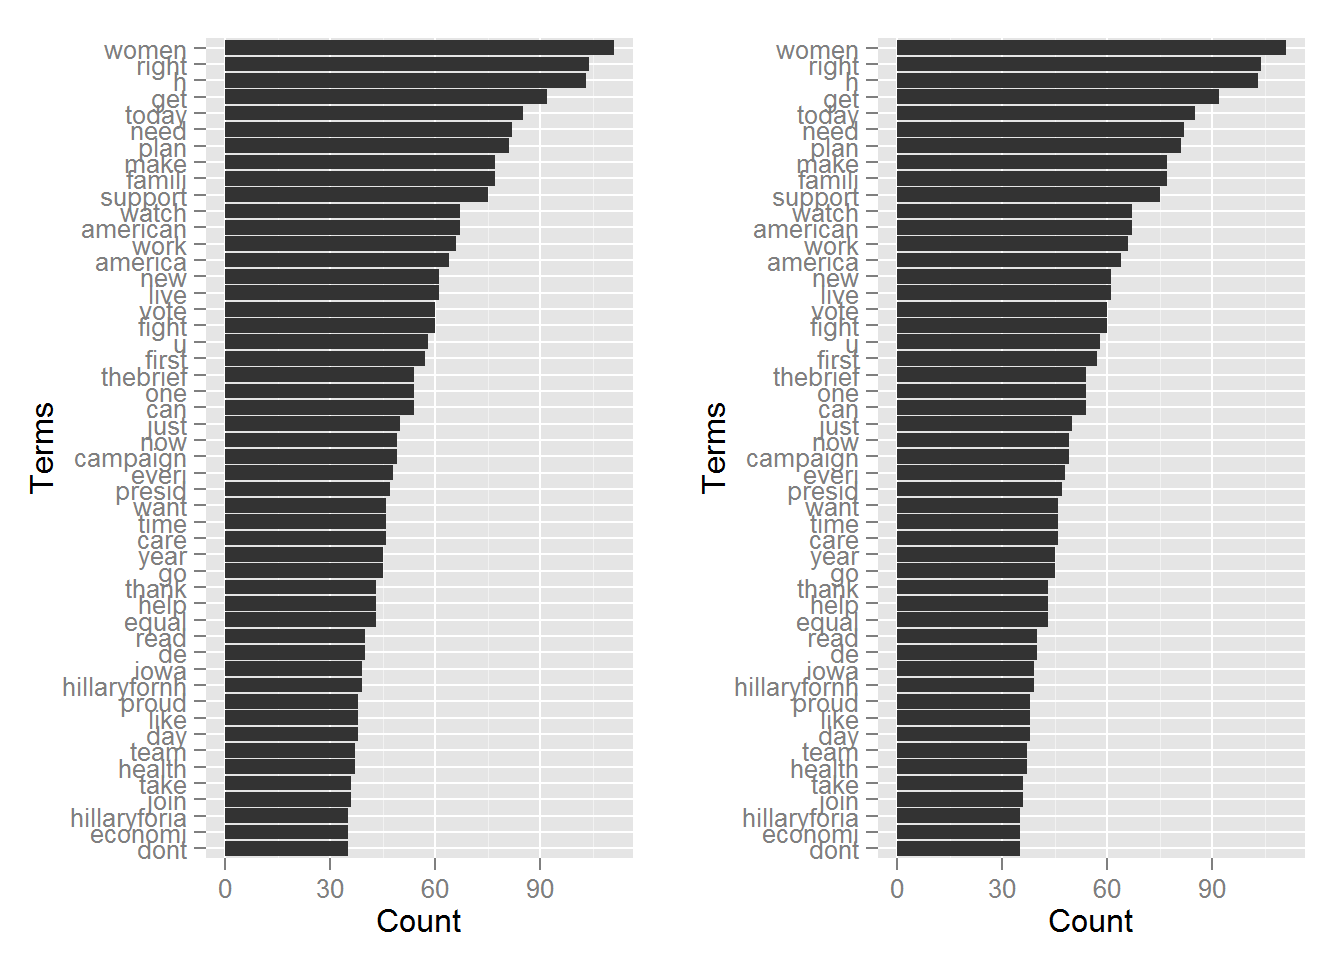 Terms
women
right
h
get
today
need
plan
make
famili
support
watch
american
work
america
new
live
vote
fight
u
first
thebrief
one
can
just
now
campaign
everi
presid
want
time
care
year
go
thank
help
equal
read
de
iowa
hillaryfornh
proud
like
day
team
health
take
join
hillaryforia
economi
dont
0 30 60 90
Count
Terms
women
right
h
get
today
need
plan
make
famili
support
watch
american
work
america
new
live
vote
fight
u
first
thebrief
one
can
just
now
campaign
everi
presid
want
time
care
year
go
thank
help
equal
read
de
iowa
hillaryfornh
proud
like
day
team
health
take
join
hillaryforia
economi
dont
0 30 60 90
Count